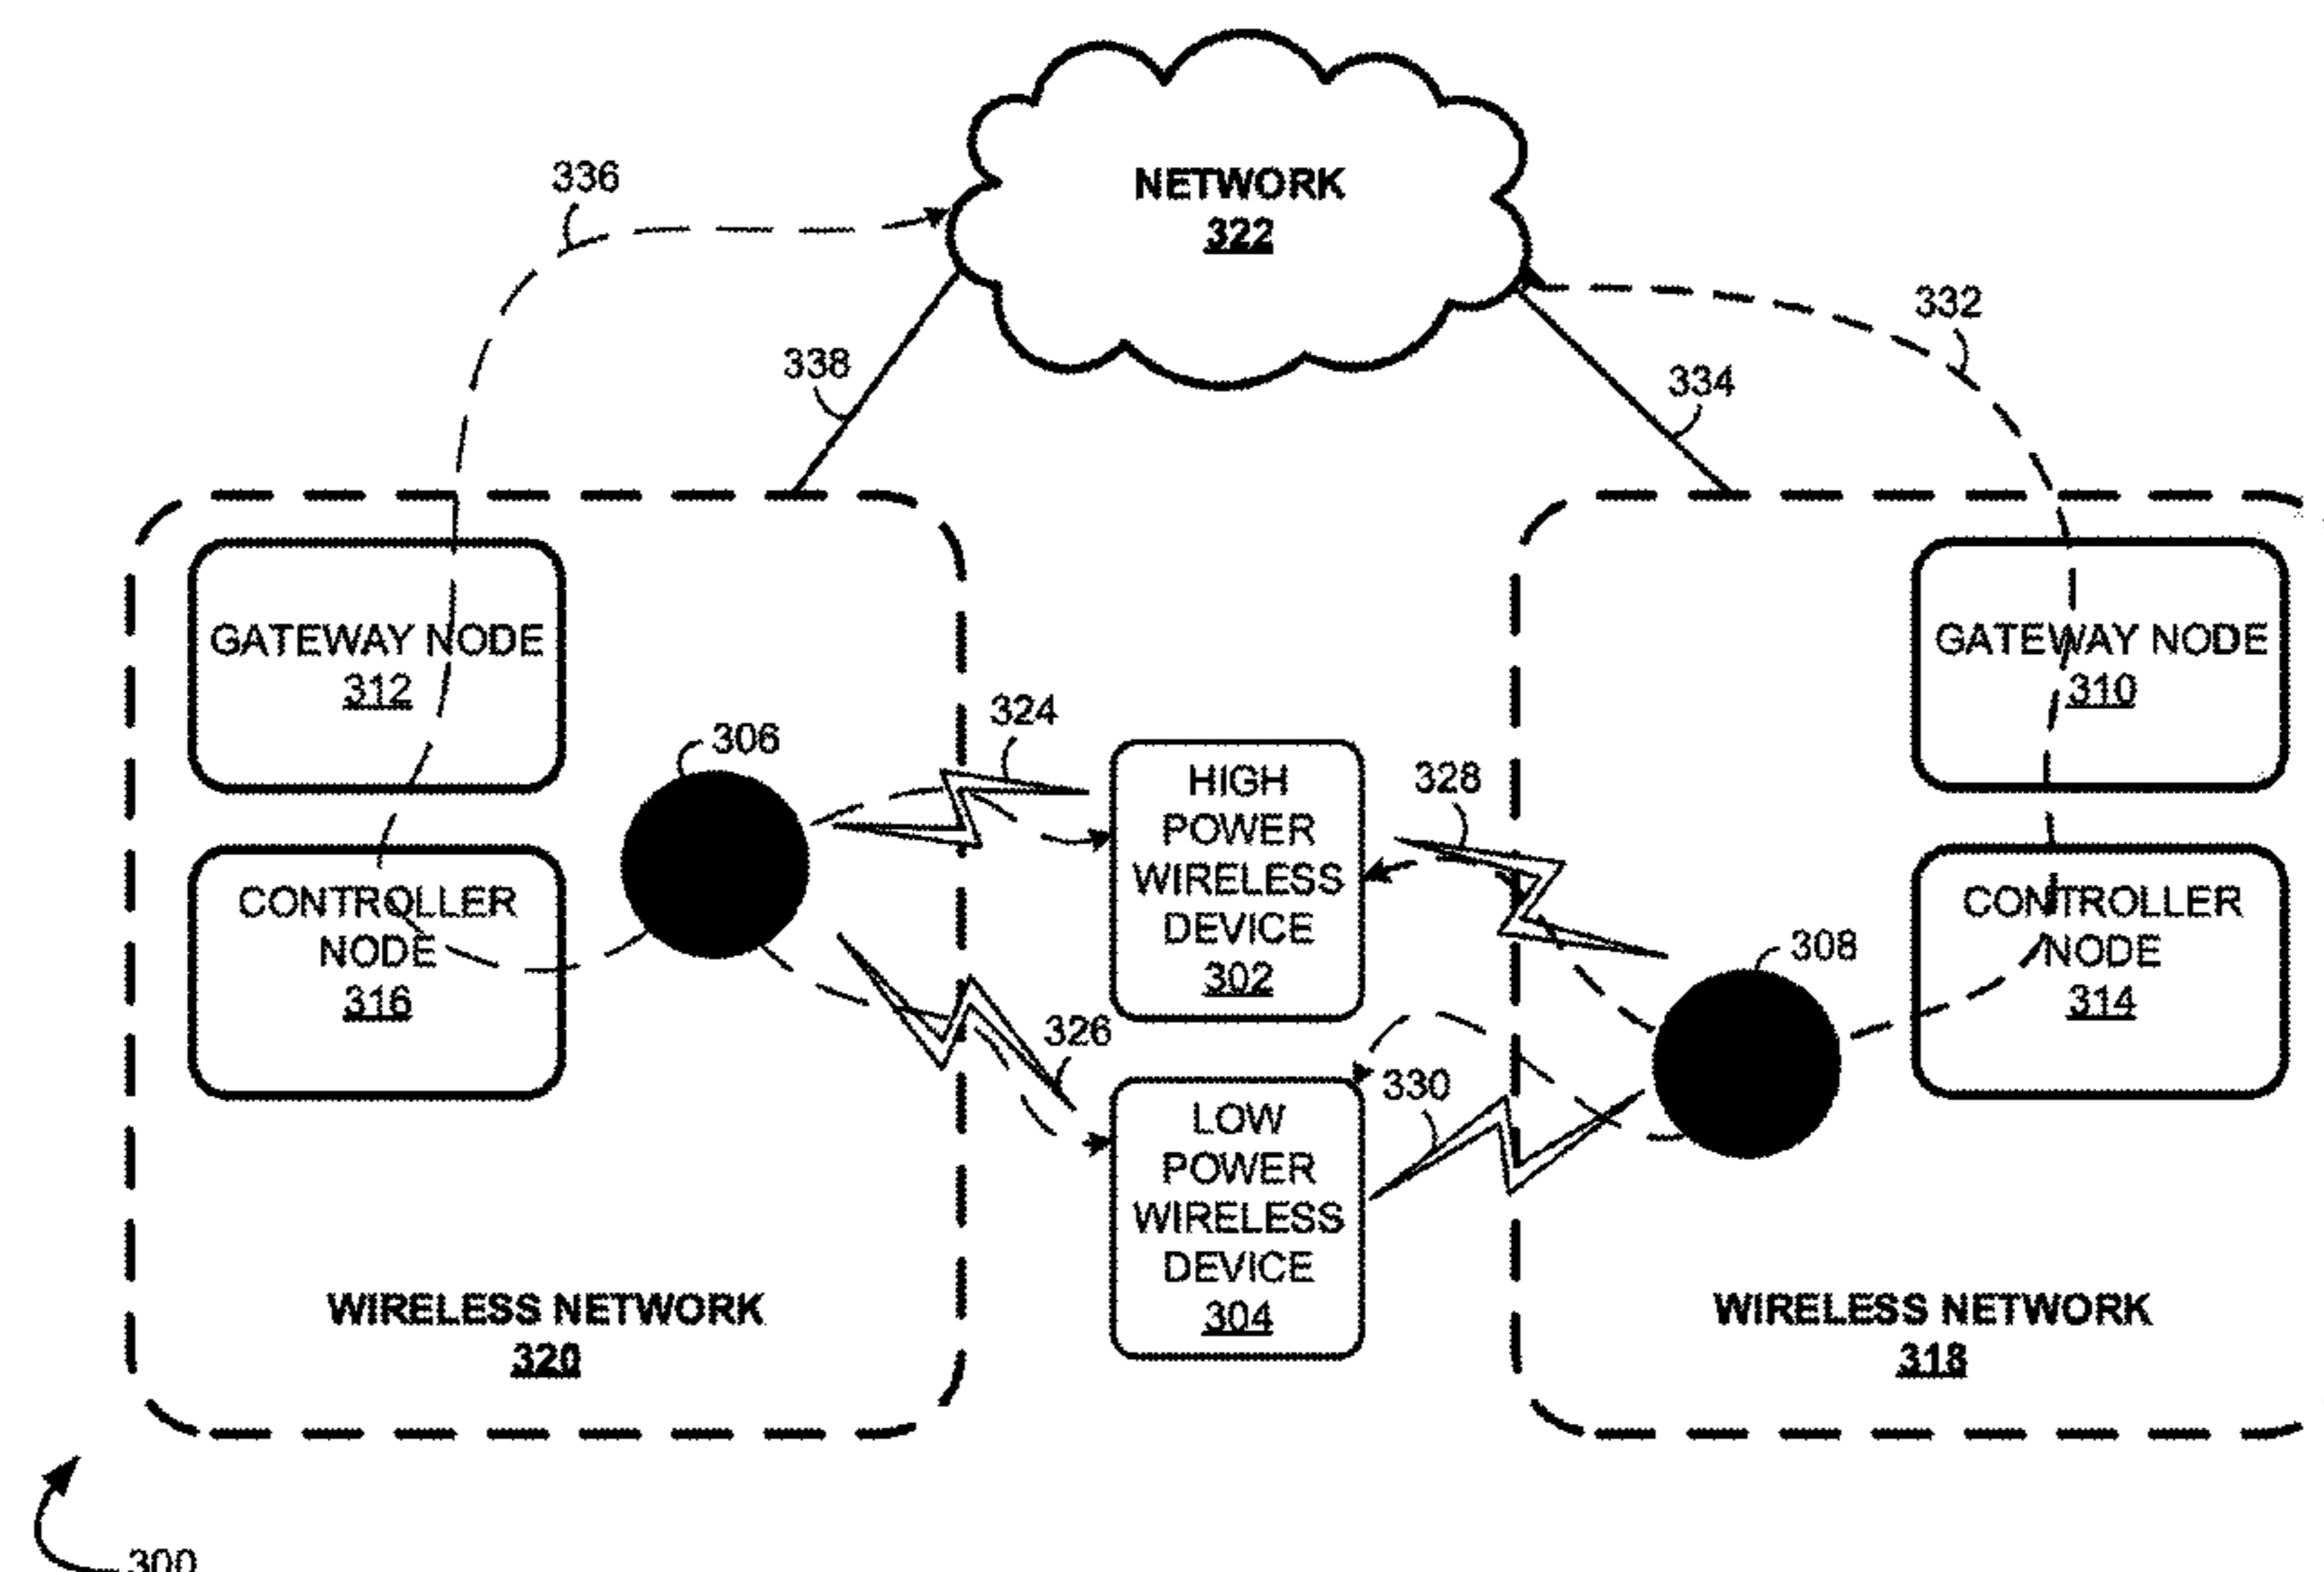 NETWORK
322
336
332
338
334
GATEWAY NODE
312
GATEWAY NODE
310
306
324
HIGH
POWER
WIRELESS
DEVICE
302
328
CONTROLLER
NODE
316
308
CONTROLLER
NODE
314
326
330
LOW
POWER
WIRELESS
DEVICE
304
WIRELESS NETWORK
320
WIRELESS NETWORK
318
300